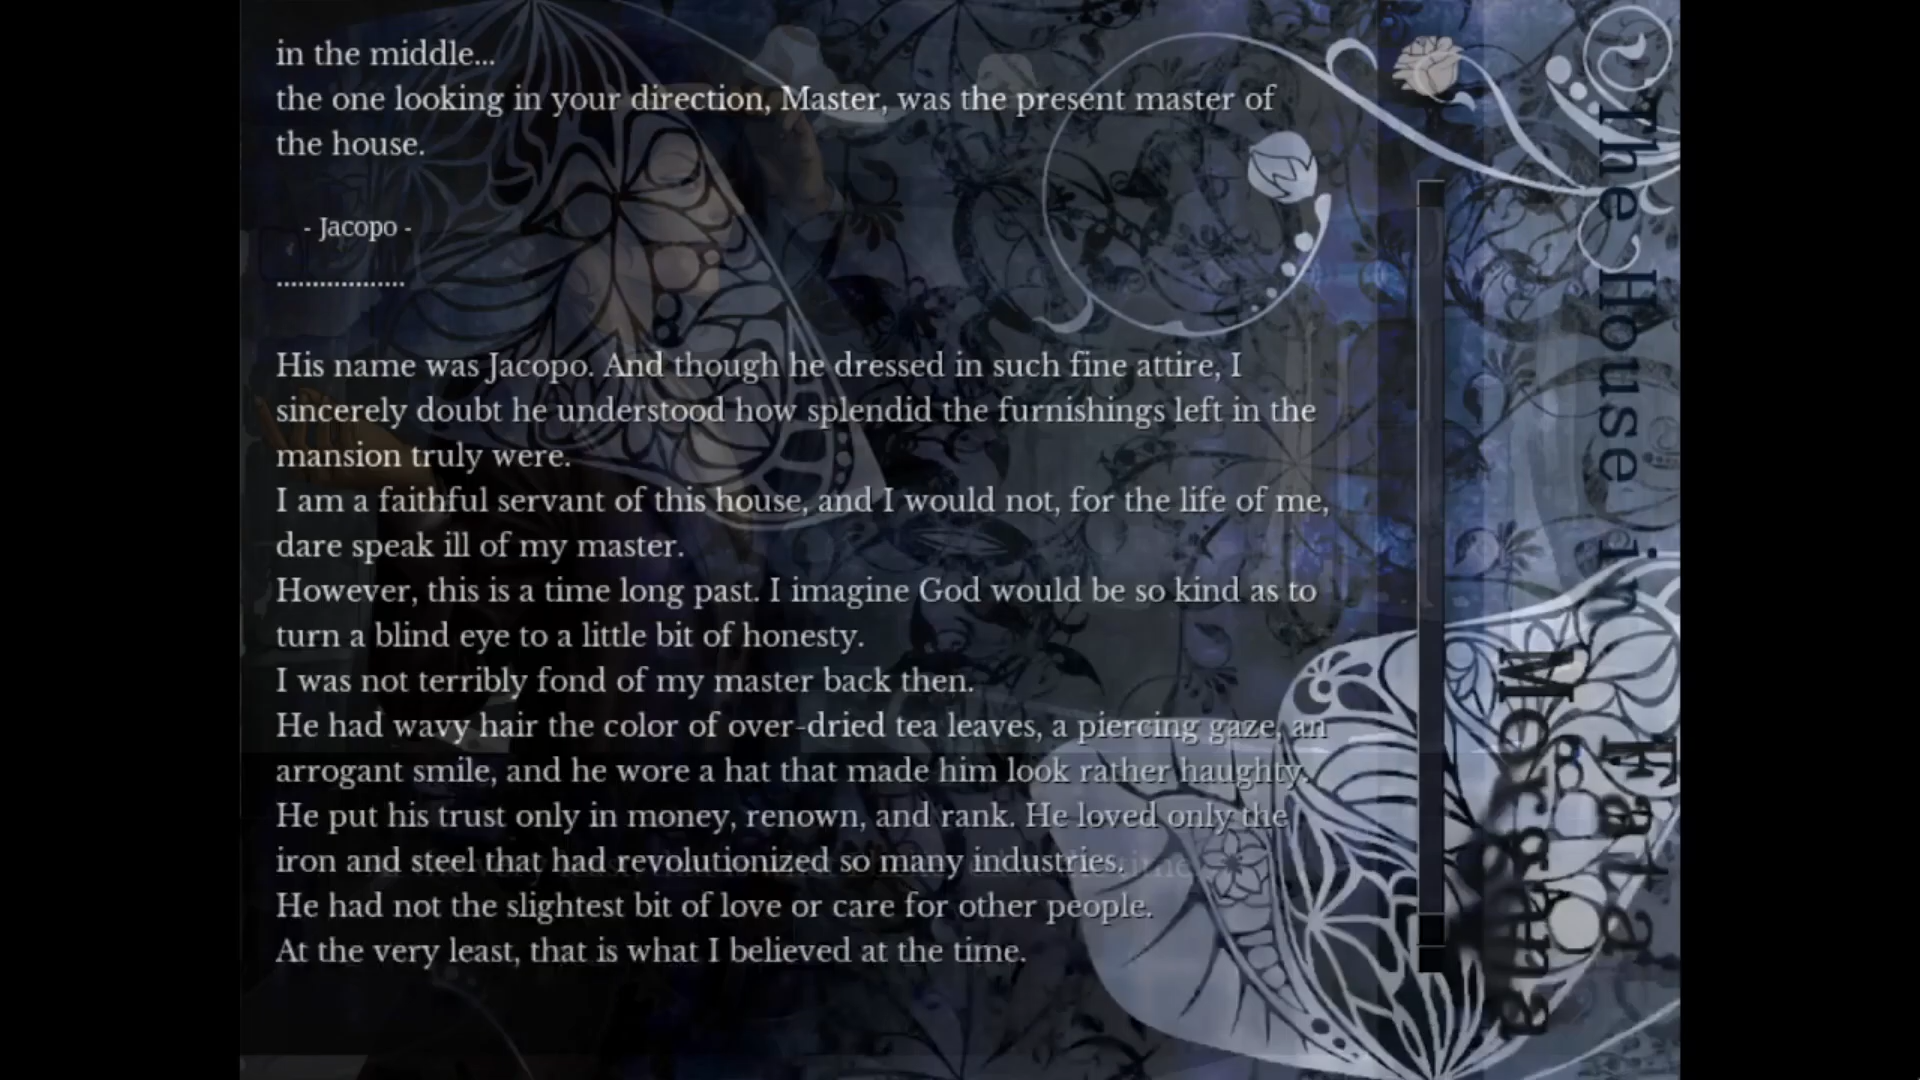 in the middle...
the one looking in your direction, Master, was the present master of
the house.
- Jacopo -
..................
His name was Jacopo. And though he dressed in such fine attire, I
sincerely doubt he understood how splendid the furnishings left in the
mansion truly were.
I am a faithful servant of this house, and I would not, for the life of me,
dare speak ill of my master.
However, this is a time long past. I imagine God would be so kind as to
turn a blind eye to a little bit of honesty.
I was not terribly fond of my master back then.
He had wavy hair the color of over-dried tea leaves, a piercing gaze, an
arrogant smile, and he wore a hat that made him look rather haughty.
He put his trust only in money, renown, and rank. He loved only the
iron and steel that had revolutionized so many industries.
He had not the slightest bit of love or care for other people.
At the very least, that is what I believed at the time.
The House in
Fata
Morgana